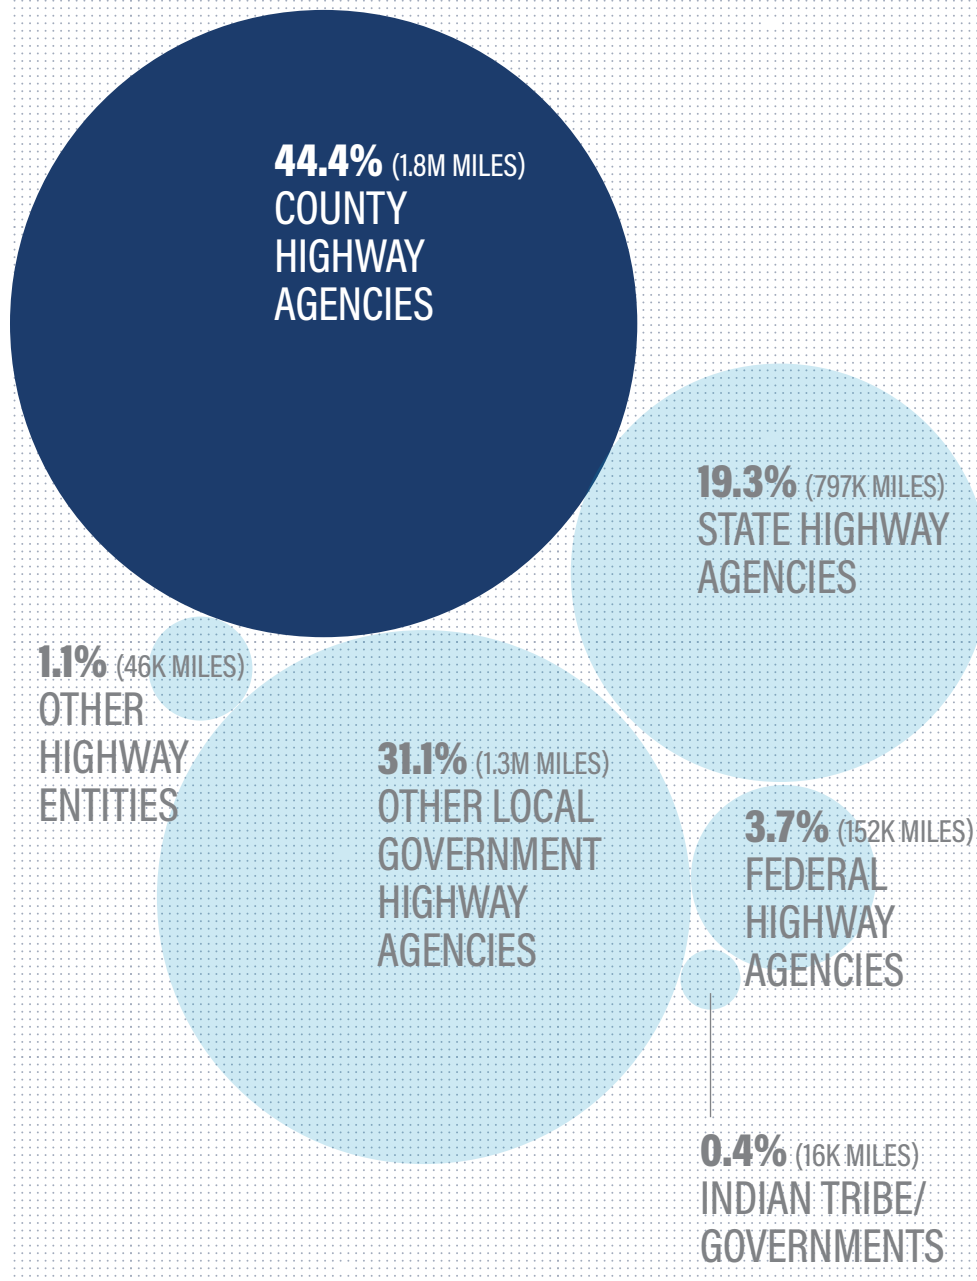 44.4% (1.8M MILES)
COUNTY
HIGHWAY
AGENCIES
19.3% (797K MILES)
STATE HIGHWAY
AGENCIES
1.1% (46K MILES)
OTHER
HIGHWAY
ENTITIES
31.1% (1.3M MILES)
OTHER LOCAL
GOVERNMENT
HIGHWAY
AGENCIES
3.7% (152K MILES)
FEDERAL
HIGHWAY
AGENCIES
0.4% (16K MILES)
INDIAN TRIBE/
GOVERNMENTS